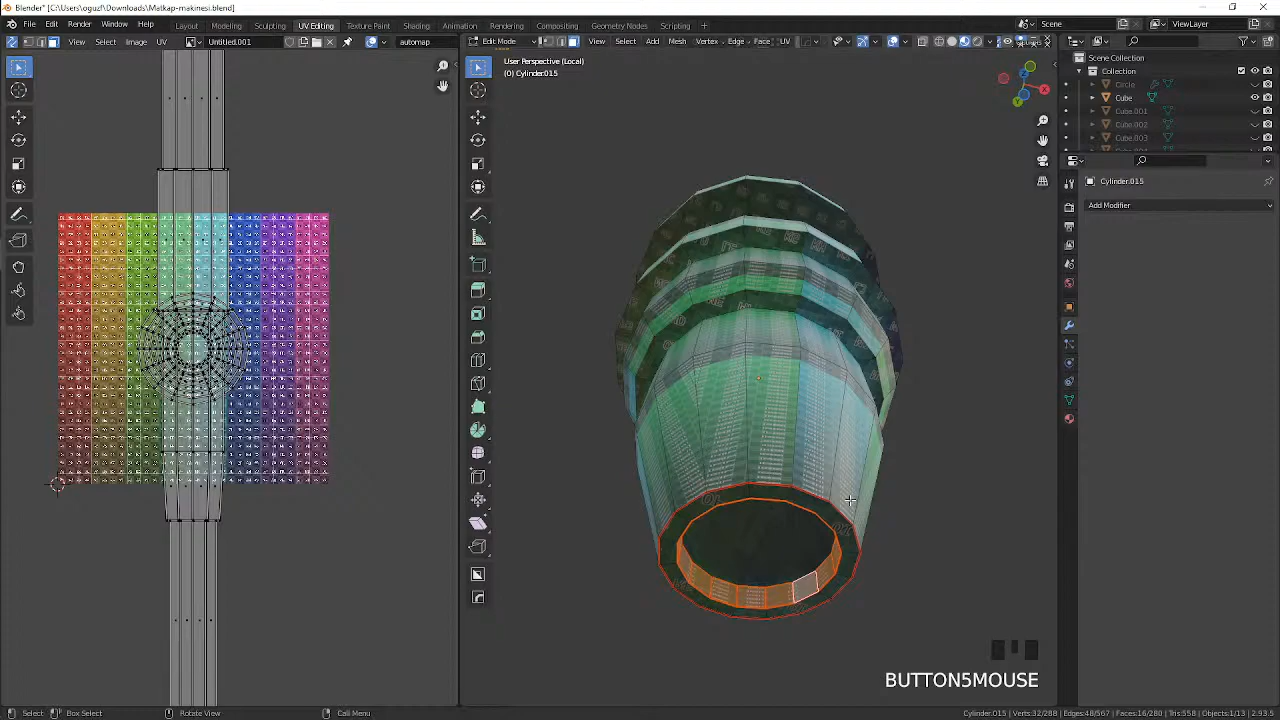 Blender* [C:\Users\oguz\Downloads\Matkap-makinesi.blend]
File Edit Render Window Help Layout Modeling Sculpting UV Editing Texture Paint Shading Animation Rendering Compositing Geometry Nodes Scripting + Scene ViewLayer
View Select Image UV Untitled.001 automap Edit Mode View Select Add Mesh Vertex Edge Face UV
User Perspective (Local)
(0) Cylinder.015
Scene Collection
Collection
Circle
Cube
Cube.001
Cube.002
Cube.003
Cylinder.015
Add Modifier
BUTTON5MOUSE
Select Box Select Rotate View Call Menu Cylinder.015 | Verts:32/288 | Edges:48/567 | Faces:16/280 | Tris:558 | Objects:1/13 | 2.93.5